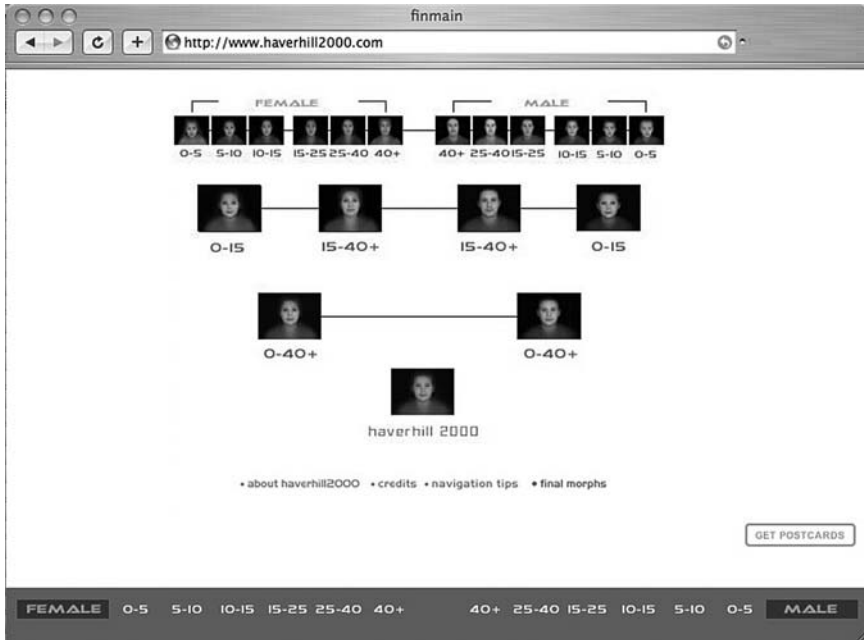 finmain
http://www.haverhill2000.com
FEMALE MALE
0-5 5-10 10-15 15-25 25-40 40+ 40+ 25-40 15-25 10-15 5-10 0-5
0-15 15-40+ 15-40+ 0-15
0-40+ 0-40+
haverhill 2000
• about haverhill2000 • credits • navigation tips • final morphs
GET POSTCARDS
FEMALE 0-5 5-10 10-15 15-25 25-40 40+ 40+ 25-40 15-25 10-15 5-10 0-5 MALE